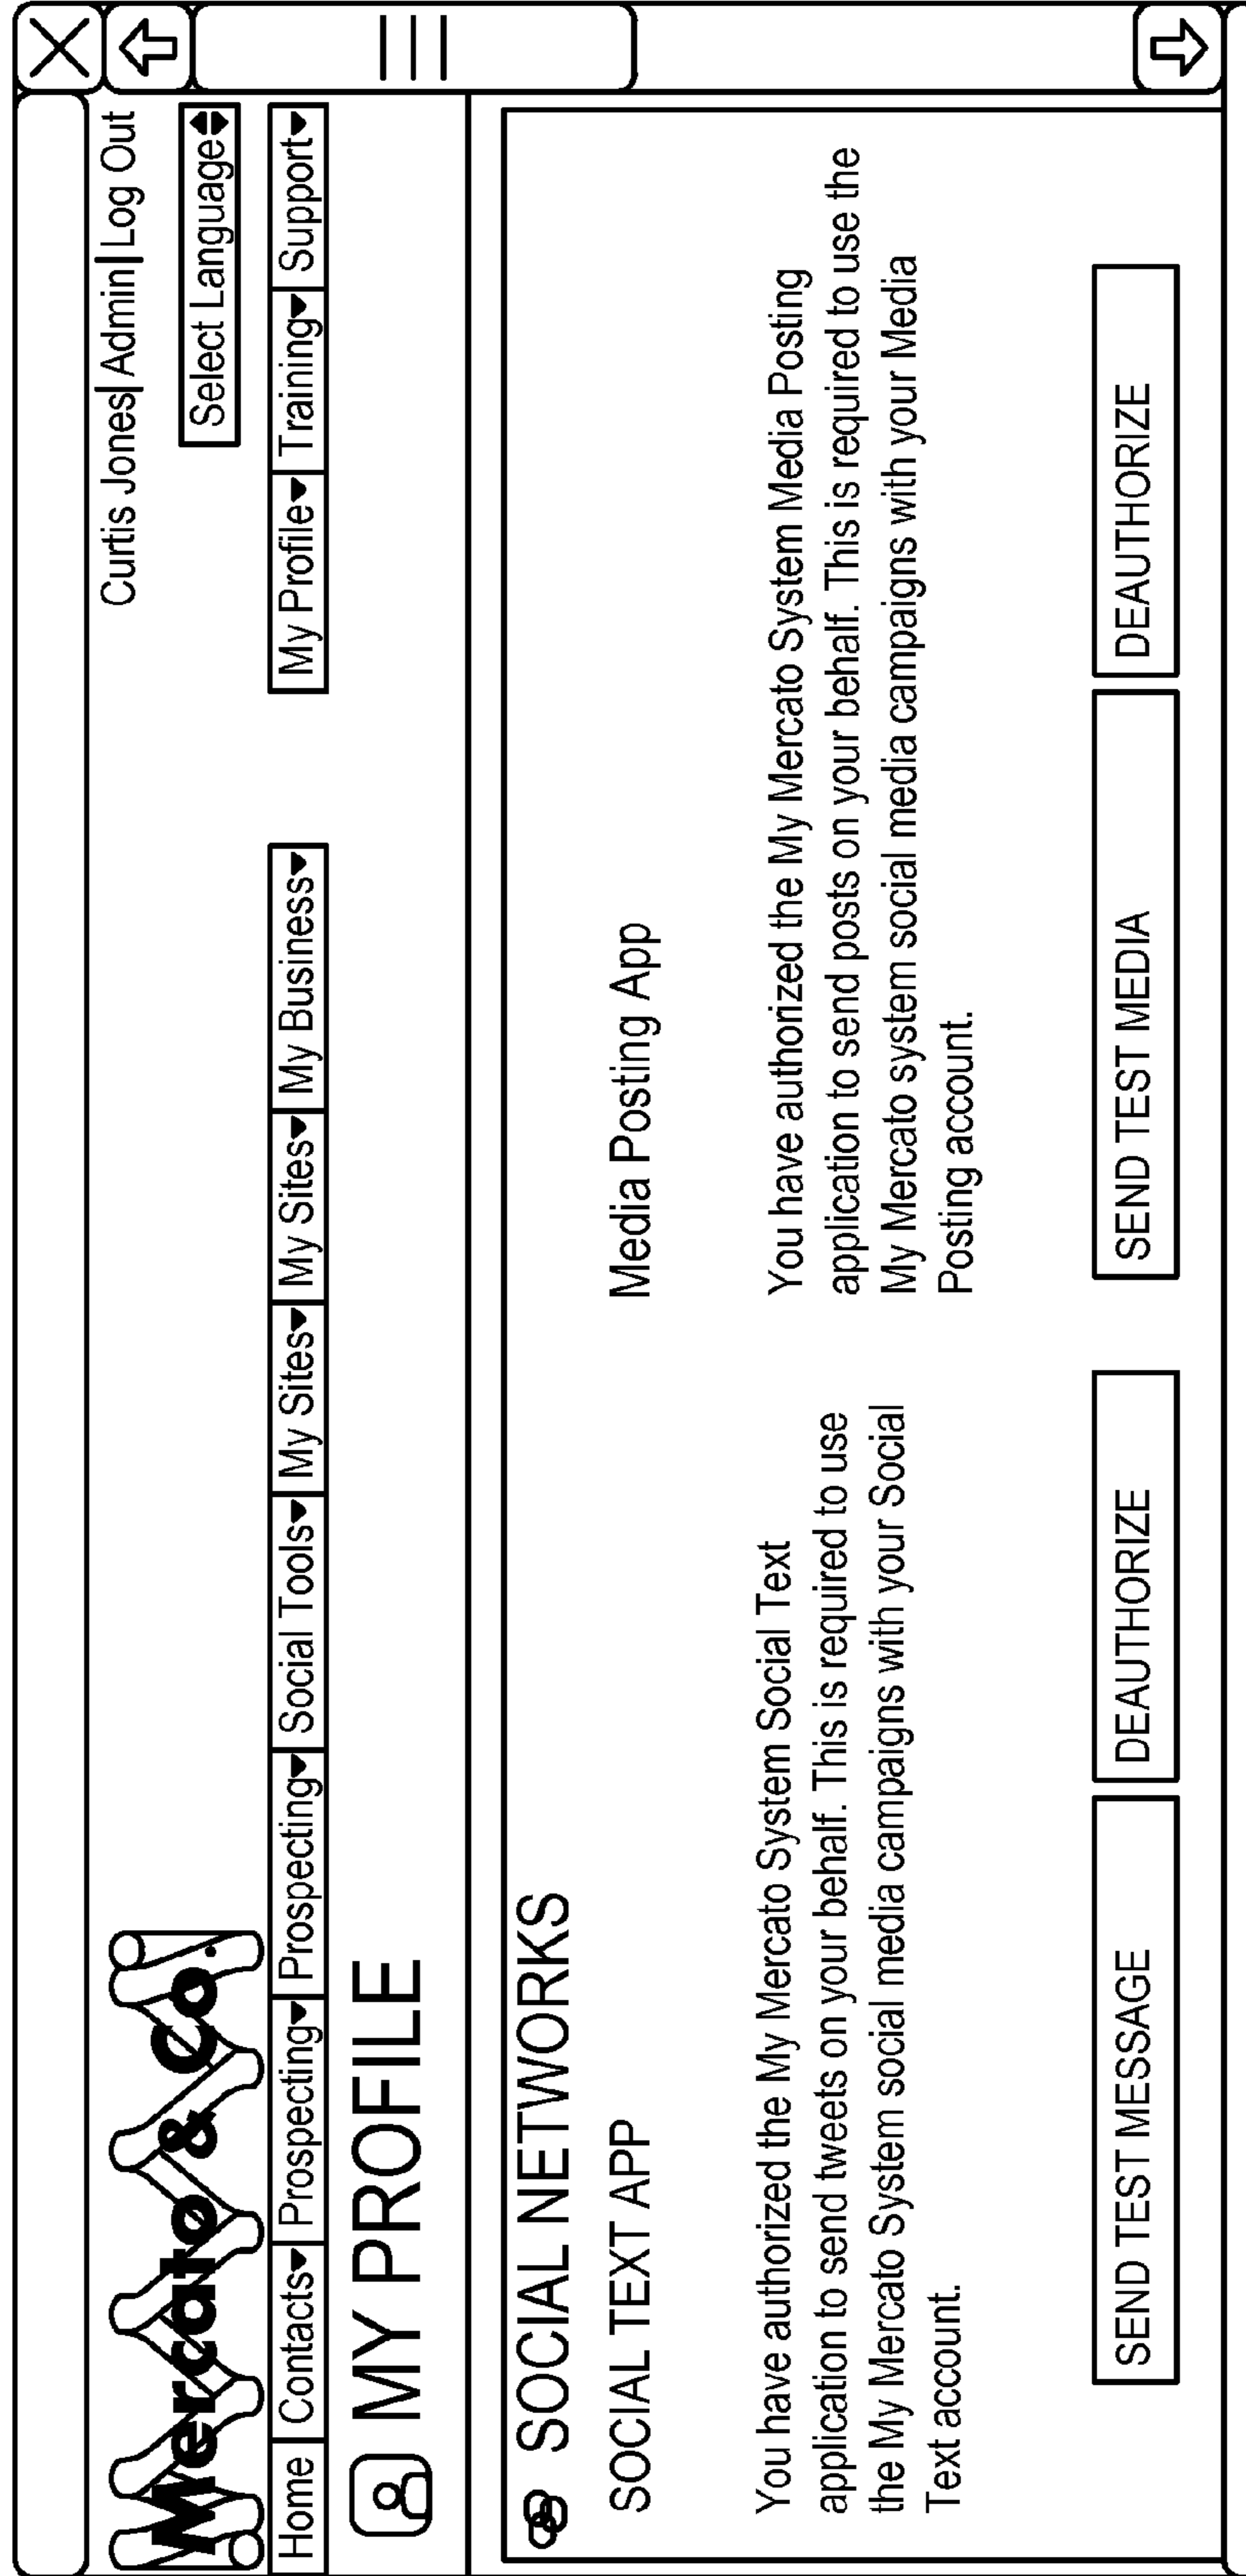 Curtis Jones| Admin| Log Out
Mercato & Co.
Select Language
Home Contacts Prospecting Prospecting Social Tools My Sites My Sites My Business My Profile Training Support
MY PROFILE
SOCIAL NETWORKS
SOCIAL TEXT APP
You have authorized the My Mercato System Social Text
application to send tweets on your behalf. This is required to use
the My Mercato System social media campaigns with your Social
Text account.
SEND TEST MESSAGE DEAUTHORIZE
Media Posting App
You have authorized the My Mercato System Media Posting
application to send posts on your behalf. This is required to use the
My Mercato system social media campaigns with your Media
Posting account.
SEND TEST MEDIA DEAUTHORIZE